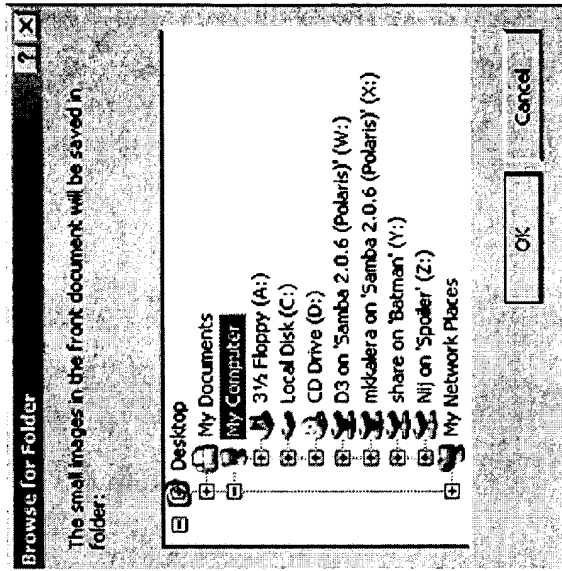 Browse for Folder
The small images in the front document will be saved in
folder:
Desktop
My Documents
My Computer
3½ Floppy (A:)
Local Disk (C:)
CD Drive (D:)
D3 on 'Samba 2.0.6 (Polaris)' (W:)
mkkalera on 'Samba 2.0.6 (Polaris)' (X:)
share on 'Batman' (Y:)
Nij on 'Spoiler' (Z:)
My Network Places
OK
Cancel